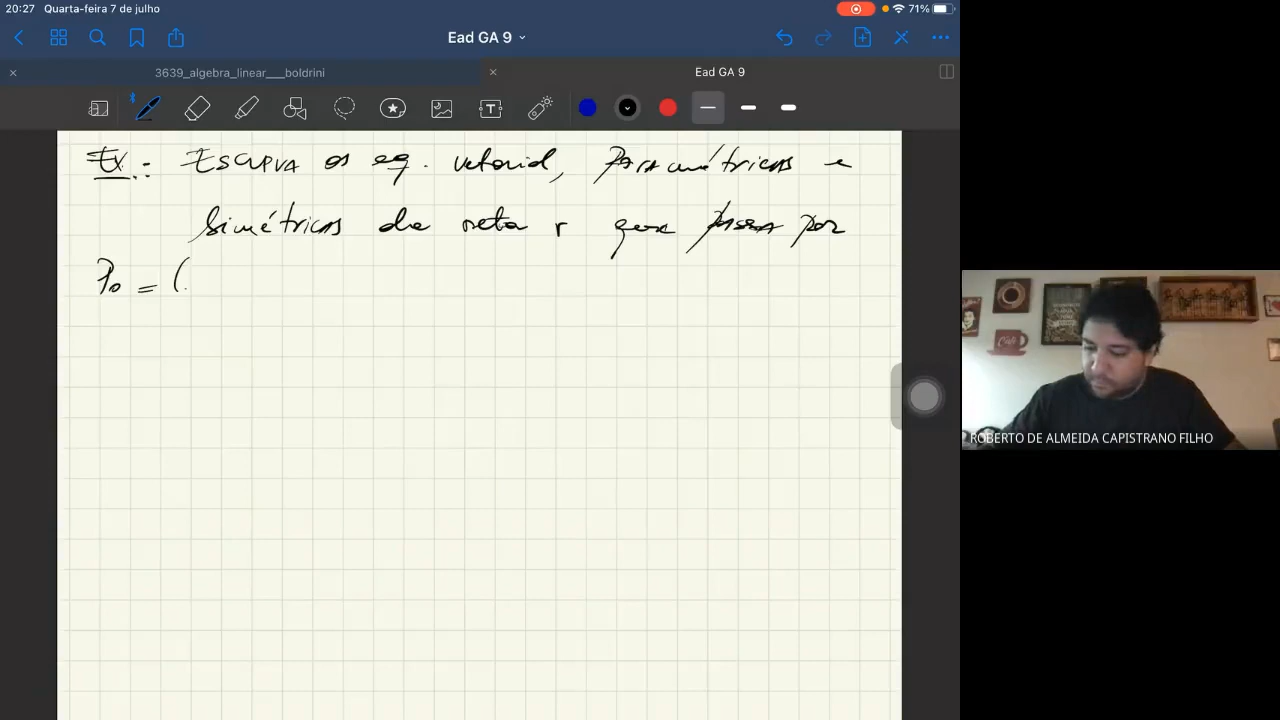 20:27 Quarta-feira 7 de julho
71%
Ead GA 9
3639_algebra_linear___boldrini
Ead GA 9
Ex.: Escreva as eq. vetorial, paramétricas e
simétricas da reta r que passa por
P₀ = (
ROBERTO DE ALMEIDA CAPISTRANO FILHO